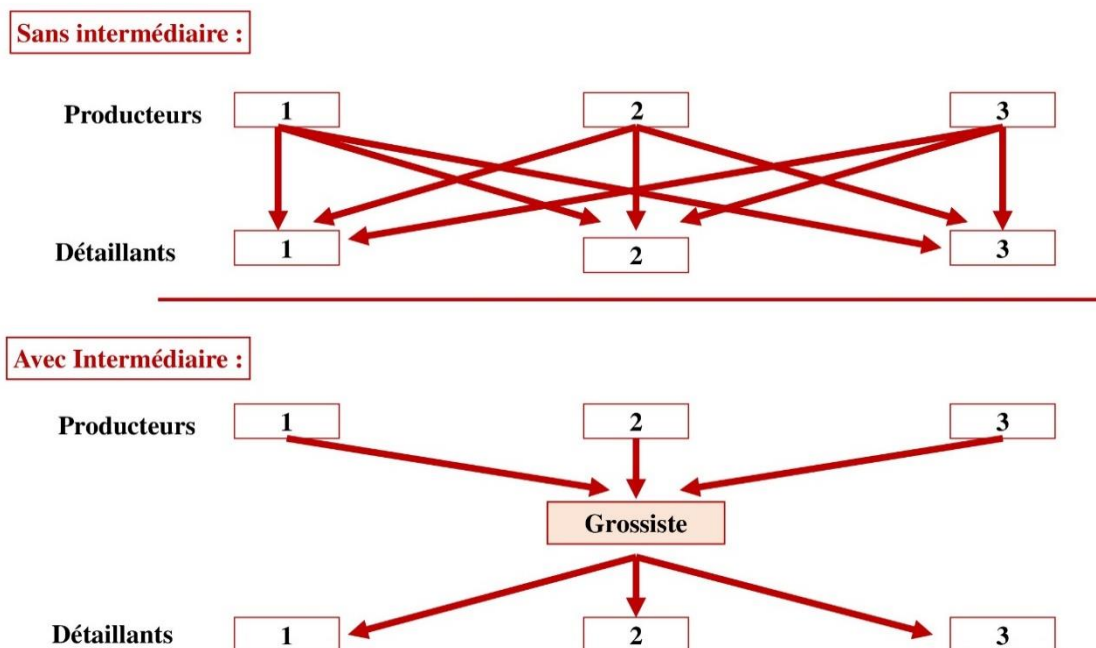 Sans intermédiaire :
Producteurs 1 2 3
Détaillants 1 2 3
Avec Intermédiaire :
Producteurs 1 2 3
Grossiste
Détaillants 1 2 3